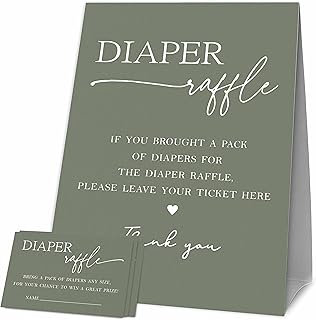 DIAPER
raffle
IF YOU BROUGHT A PACK
OF DIAPERS FOR
THE DIAPER RAFFLE,
PLEASE LEAVE YOUR TICKET HERE
Thank you
DIAPER
raffle
BRING A PACK OF DIAPERS ANY SIZE,
FOR YOUR CHANCE TO WIN A GREAT PRIZE!
NAME